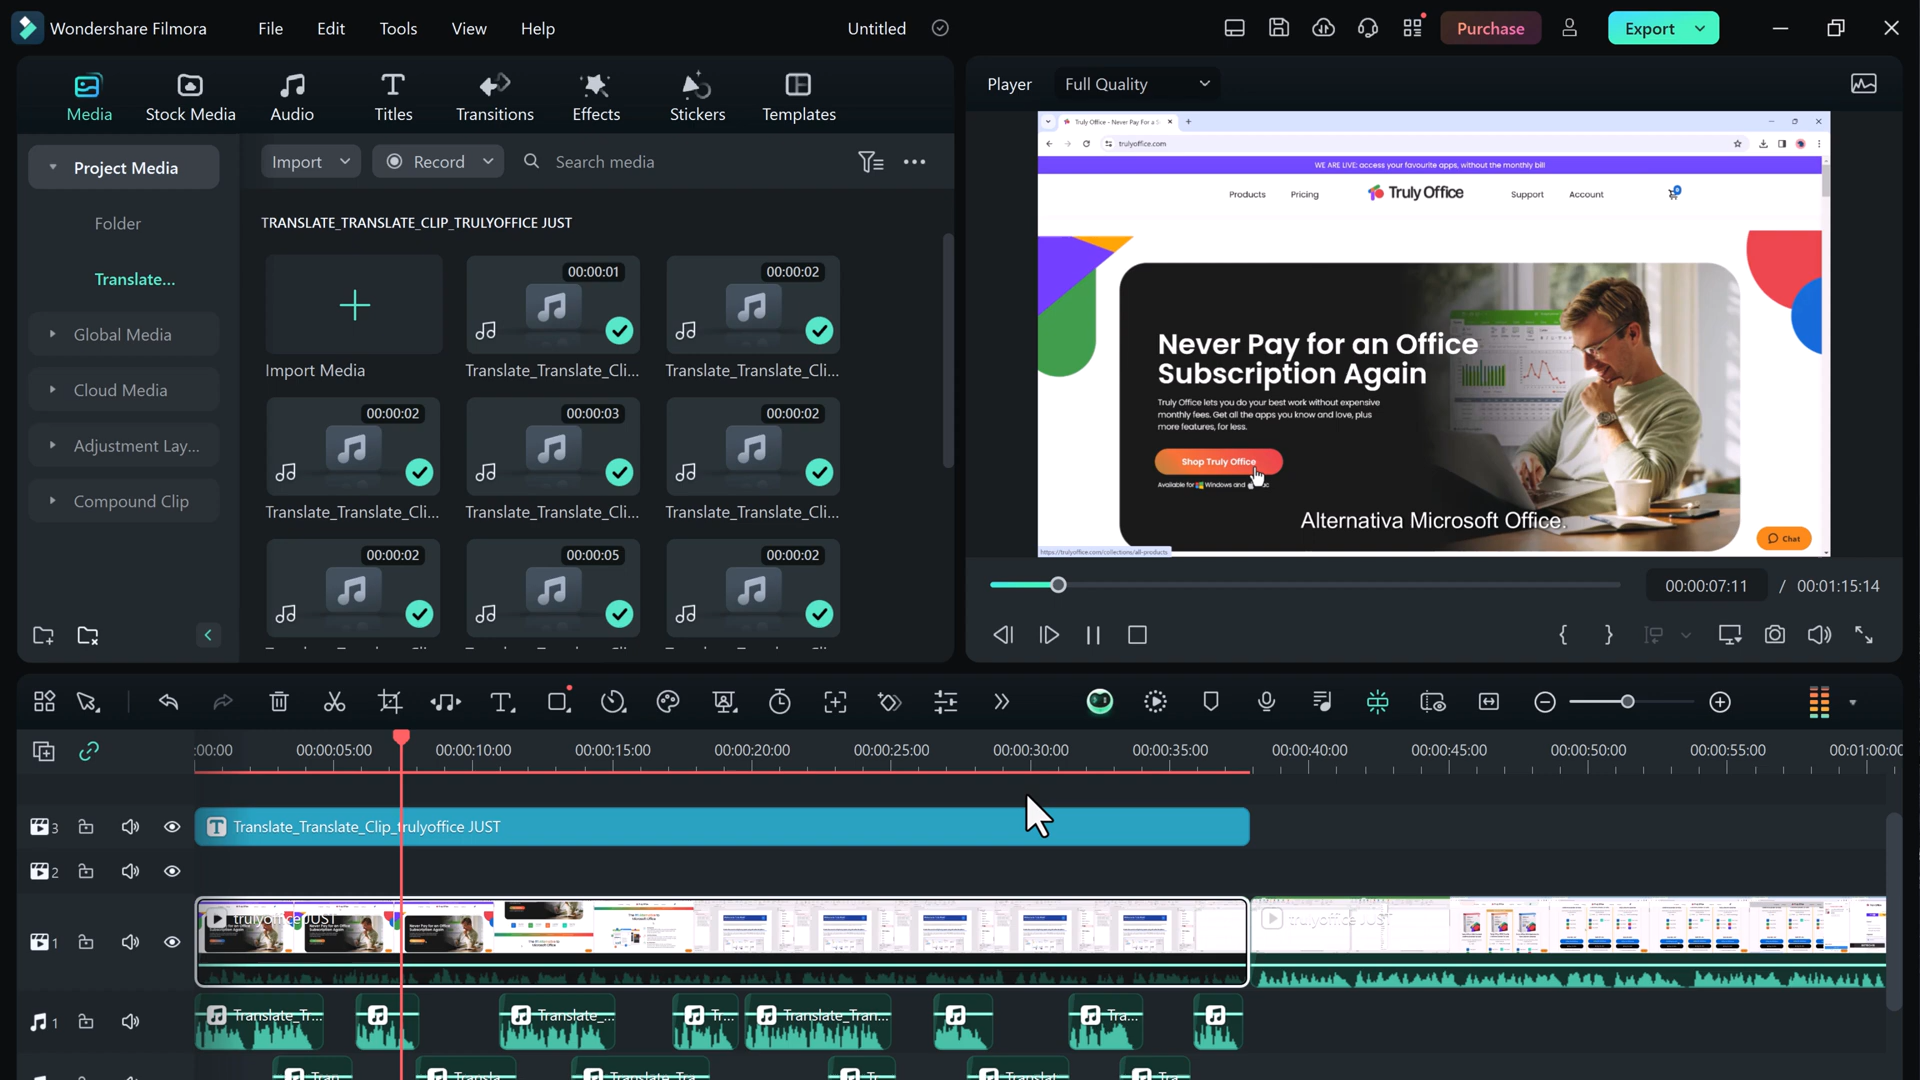 Wondershare Filmora
File
Edit
Tools
View
Help
Untitled
Purchase
Export
Media
Stock Media
Audio
Titles
Transitions
Effects
Stickers
Templates
Player
Full Quality
Project Media
Folder
Translate...
Global Media
Cloud Media
Adjustment Lay...
Compound Clip
Import
Record
Search media
TRANSLATE_TRANSLATE_CLIP_TRULYOFFICE JUST
00:00:01
00:00:02
Import Media
Translate_Translate_Cli...
Translate_Translate_Cli...
00:00:02
00:00:03
00:00:02
Translate_Translate_Cli...
Translate_Translate_Cli...
Translate_Translate_Cli...
00:00:02
00:00:05
00:00:02
Truly Office - Never Pay For a S
trulyoffice.com
WE ARE LIVE: access your favourite apps, without the monthly bill
Products
Pricing
Truly Office
Support
Account
0
Never Pay for an Office
Subscription Again
Truly Office lets you do your best work without expensive
monthly fees. Get all the apps you know and love, plus
more features, for less.
Shop Truly Office
Available for Windows and
Alternativa Microsoft Office.
Chat
https://trulyoffice.com/collections/all-products
00:00:07:11 / 00:01:15:14
:00:00
00:00:05:00
00:00:10:00
00:00:15:00
00:00:20:00
00:00:25:00
00:00:30:00
00:00:35:00
00:00:40:00
00:00:45:00
00:00:50:00
00:00:55:00
00:01:00:00
3
Translate_Translate_Clip_trulyoffice JUST
2
trulyoffice JUST
trulyoffice JUST
1
1
Translate_Tr...
Translate_...
Tr...
Translate_Tran...
Tra...
Tran...
Transla...
Translate_Tra...
Tr...
Translat...
Tra...